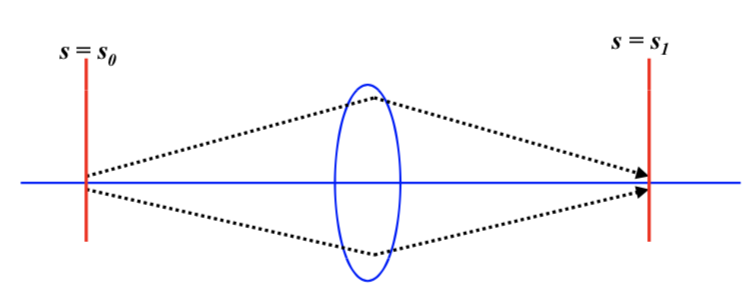 s = s₀
s = s₁